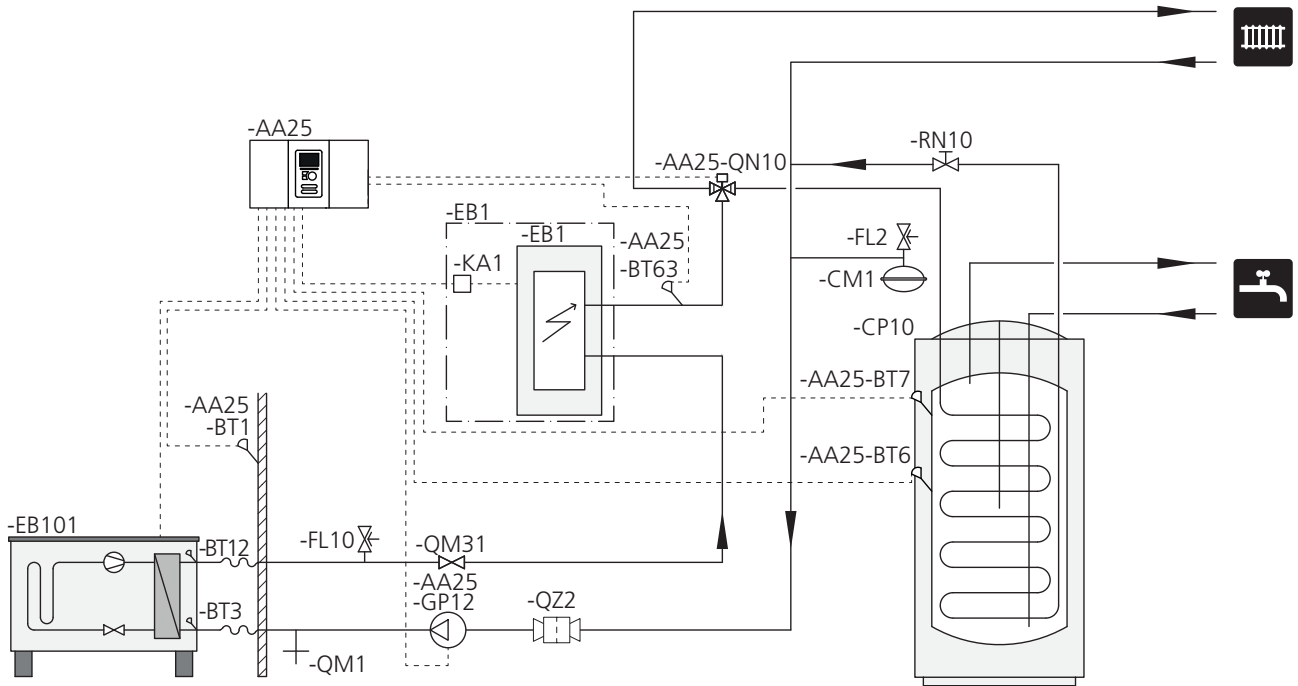 -AA25
-RN10
-AA25-QN10
-EB1
-EB1
-AA25
-BT63
-FL2
-KA1
-CM1
-CP10
-AA25-BT7
-AA25
-BT1
-AA25-BT6
-EB101
-BT12
-FL10
-QM31
-AA25
-GP12
-QZ2
-BT3
-QM1